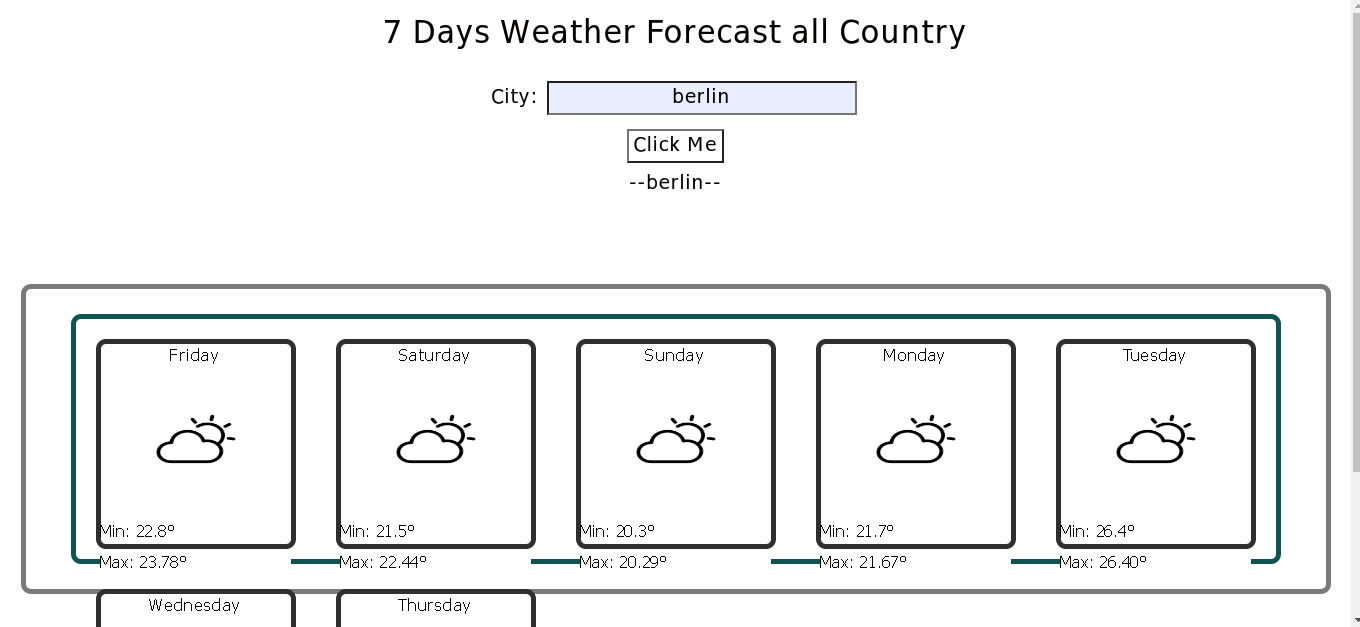 7 Days Weather Forecast all Country
City: berlin
Click Me
--berlin--
Friday Saturday Sunday Monday Tuesday
Min: 22.8° Min: 21.5° Min: 20.3° Min: 21.7° Min: 26.4°
Max: 23.78° Max: 22.44° Max: 20.29° Max: 21.67° Max: 26.40°
Wednesday Thursday